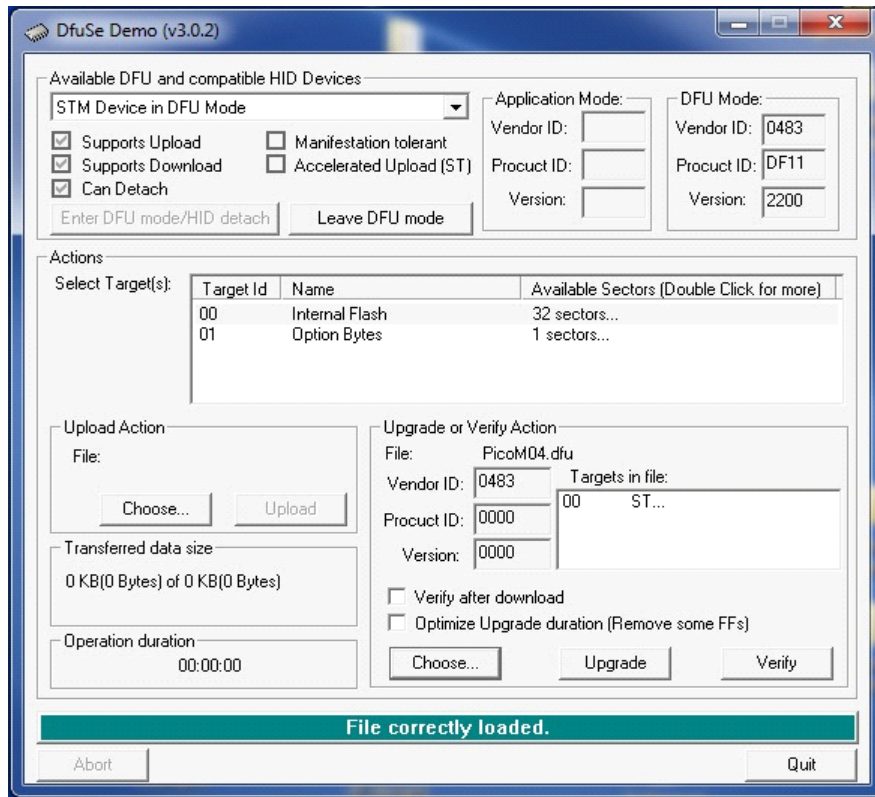 DfuSe Demo (v3.0.2)
Available DFU and compatible HID Devices
STM Device in DFU Mode
Supports Upload
Manifestation tolerant
Supports Download
Accelerated Upload (ST)
Can Detach
Enter DFU mode/HID detach
Leave DFU mode
Application Mode:
Vendor ID:
Procuct ID:
Version:
DFU Mode:
Vendor ID: 0483
Procuct ID: DF11
Version: 2200
Actions
Select Target(s):
Target Id Name Available Sectors (Double Click for more)
00 Internal Flash 32 sectors...
01 Option Bytes 1 sectors...
Upload Action
File:
Choose... Upload
Transferred data size
0 KB(0 Bytes) of 0 KB(0 Bytes)
Operation duration
00:00:00
Upgrade or Verify Action
File: PicoM04.dfu
Vendor ID: 0483
Procuct ID: 0000
Version: 0000
Targets in file:
00 ST...
Verify after download
Optimize Upgrade duration (Remove some FFs)
Choose... Upgrade Verify
File correctly loaded.
Abort Quit